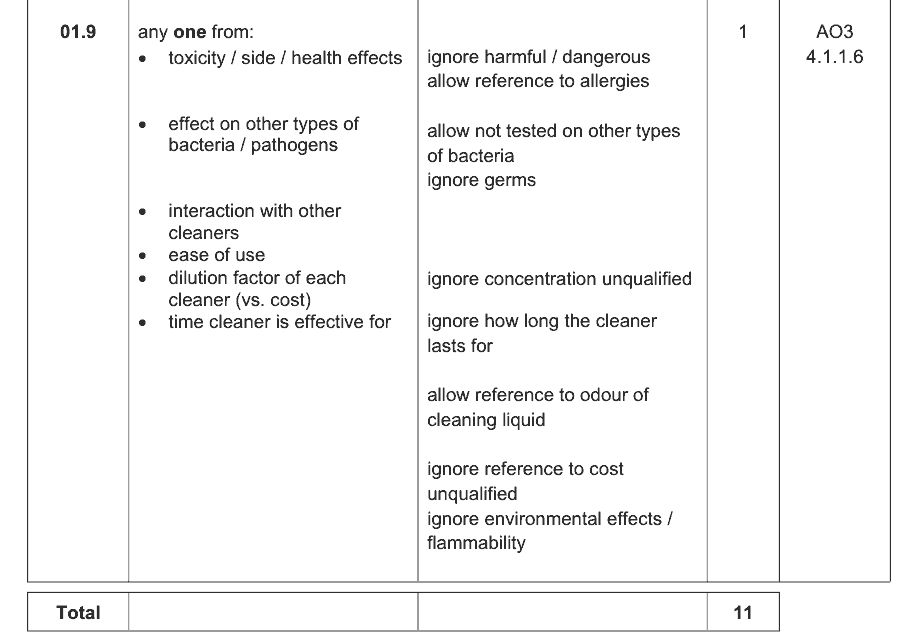 01.9 any one from: 1 AO3
• toxicity / side / health effects ignore harmful / dangerous 4.1.1.6
allow reference to allergies
• effect on other types of allow not tested on other types
bacteria / pathogens of bacteria
ignore germs
• interaction with other
cleaners
• ease of use
• dilution factor of each ignore concentration unqualified
cleaner (vs. cost)
• time cleaner is effective for ignore how long the cleaner
lasts for
allow reference to odour of
cleaning liquid
ignore reference to cost
unqualified
ignore environmental effects /
flammability
Total 11